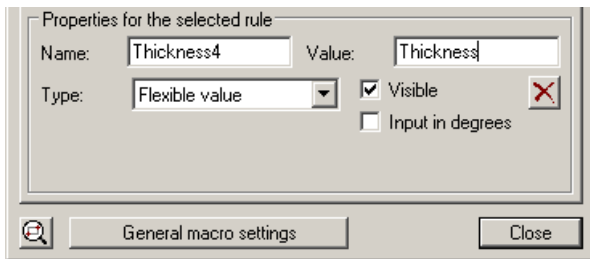 Properties for the selected rule
Name: Thickness4 Value: Thickness
Type: Flexible value Visible
Input in degrees
General macro settings Close